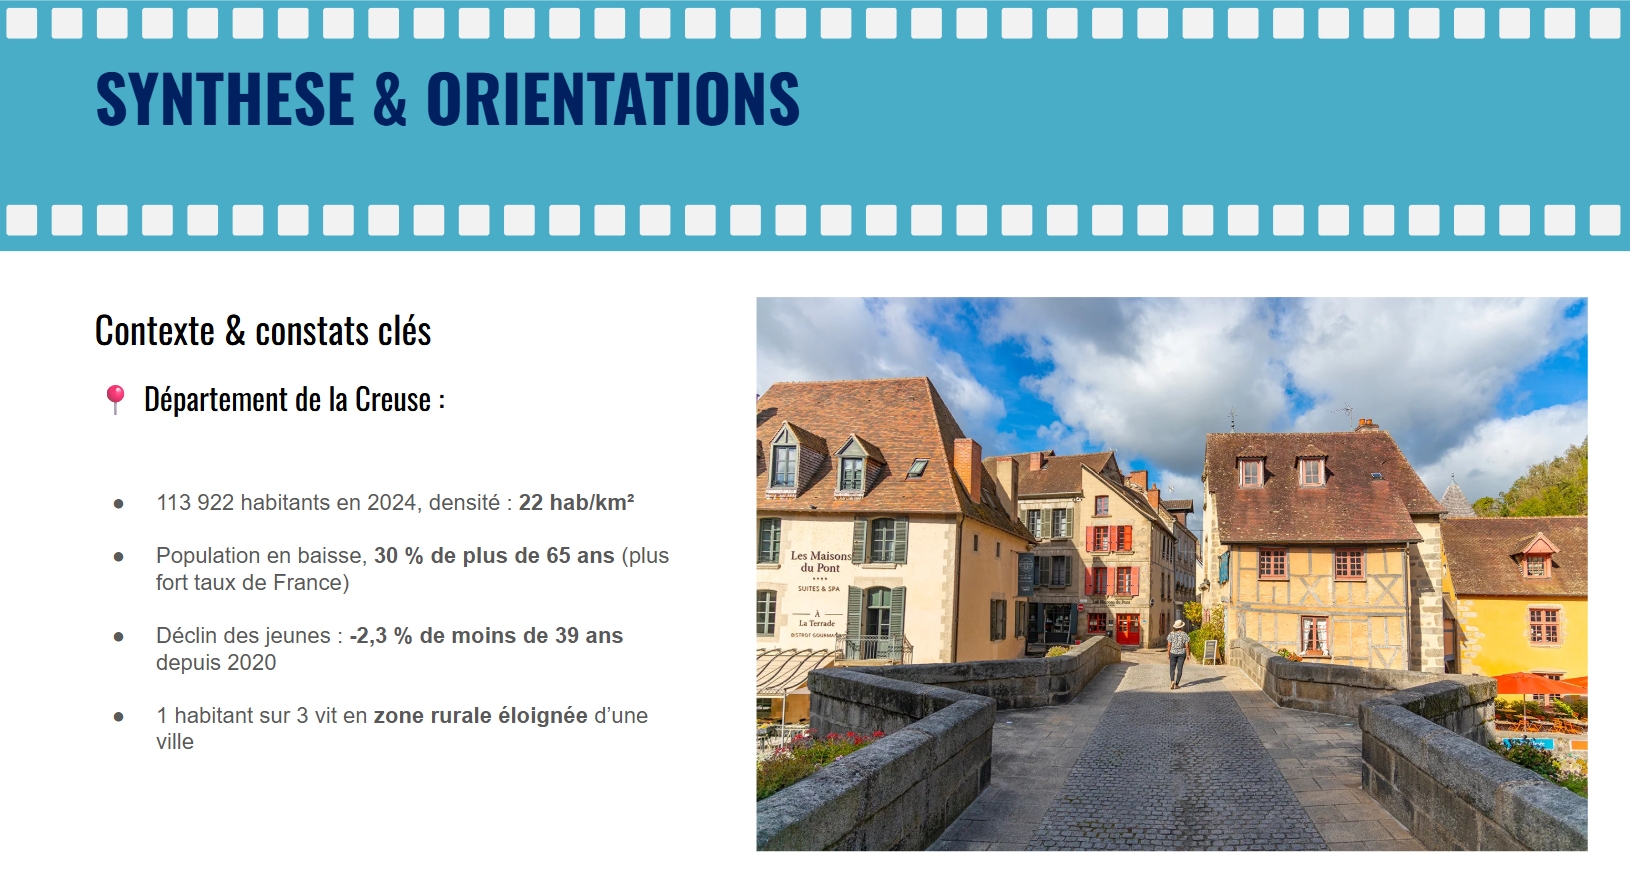 SYNTHESE & ORIENTATIONS
Contexte & constats clés
Département de la Creuse :
● 113 922 habitants en 2024, densité : 22 hab/km²
● Population en baisse, 30 % de plus de 65 ans (plus
fort taux de France)
● Déclin des jeunes : -2,3 % de moins de 39 ans
depuis 2020
● 1 habitant sur 3 vit en zone rurale éloignée d’une
ville
Les Maisons
du Pont
SUITES & SPA
À
La Terrade
BISTROT GOURMAND